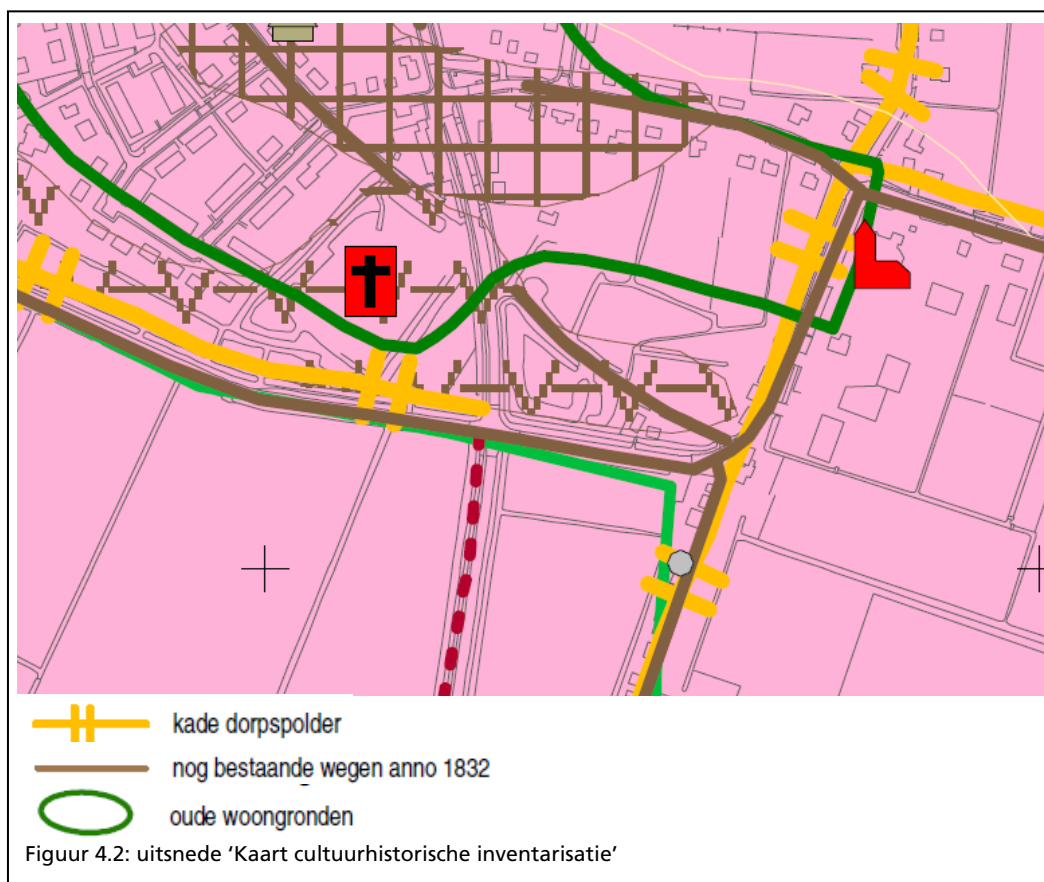 kade dorpspolder
nog bestaande wegen anno 1832
oude woongronden
Figuur 4.2: uitsnede ‘Kaart cultuurhistorische inventarisatie’